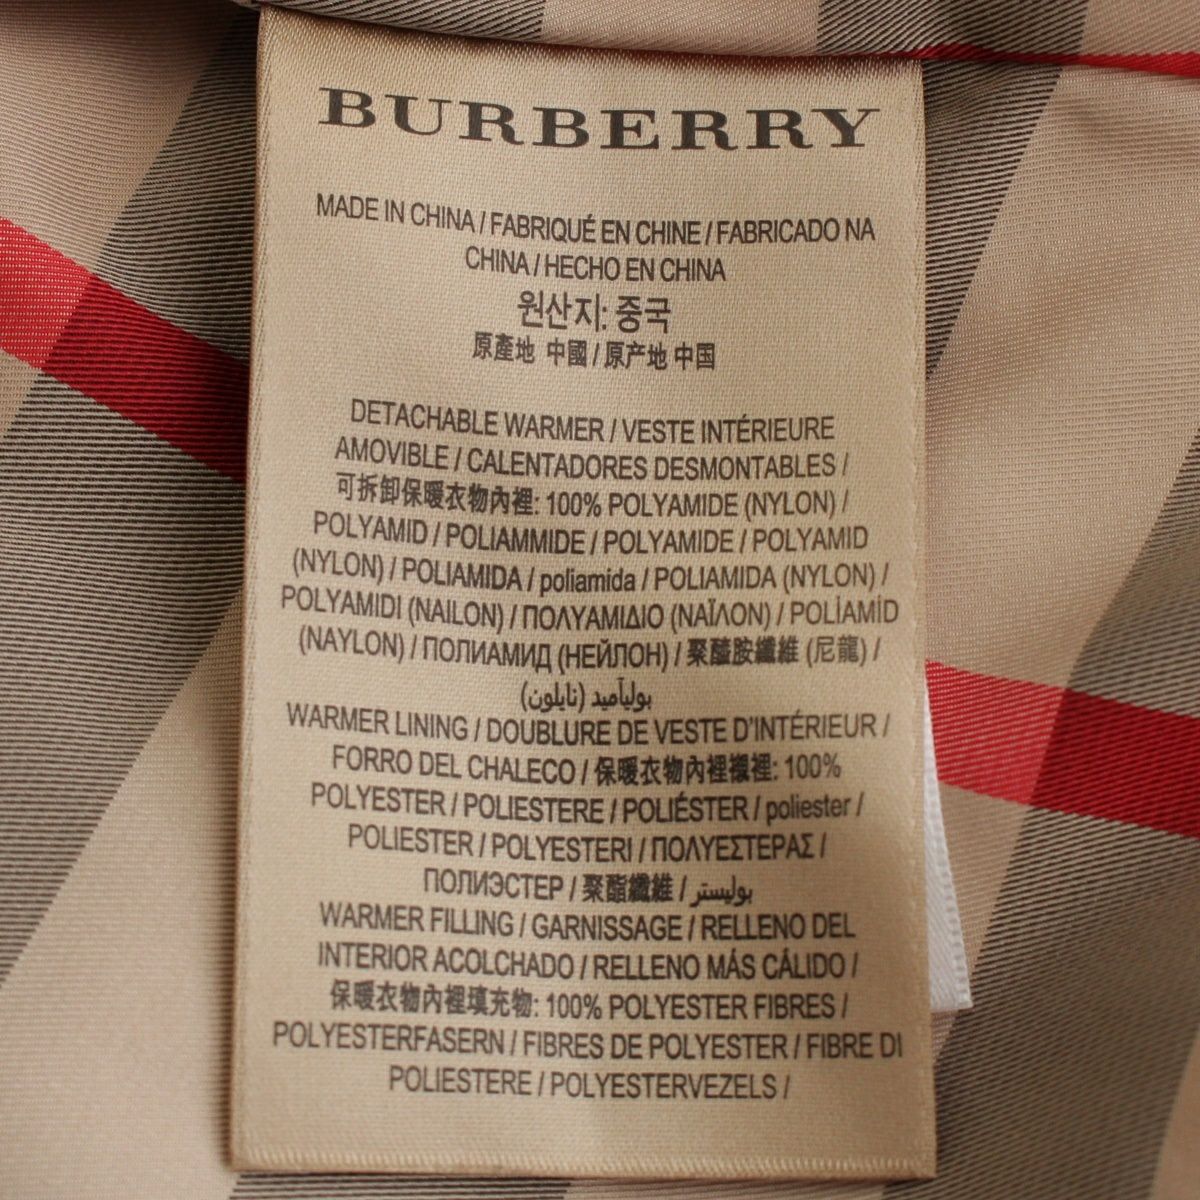 BURBERRY
MADE IN CHINA / FABRIQUÉ EN CHINE / FABRICADO NA
CHINA / HECHO EN CHINA
원산지: 중국
原產地 中國 / 原产地 中国
DETACHABLE WARMER / VESTE INTÉRIEURE
AMOVIBLE / CALENTADORES DESMONTABLES /
可拆卸保暖衣物內裡: 100% POLYAMIDE (NYLON) /
POLYAMID / POLIAMMIDE / POLYAMIDE / POLYAMID
(NYLON) / POLIAMIDA / poliamida / POLIAMIDA (NYLON) /
POLYAMIDI (NAILON) / ΠΟΛΥΑΜΙΔΙΟ (ΝΑΪΛΟΝ) / POLİAMİD
(NAYLON) / ПОЛИАМИД (НЕЙЛОН) / 聚醯胺纖維 (尼龍) /
بوليآميد (نايلون)
WARMER LINING / DOUBLURE DE VESTE D'INTÉRIEUR /
FORRO DEL CHALECO / 保暖衣物內裡襯裡: 100%
POLYESTER / POLIESTERE / POLIÉSTER / poliester /
POLIESTER / POLYESTERI / ΠΟΛΥΕΣΤΕΡΑΣ /
ПОЛИЭСТЕР / 聚酯纖維 / بوليستر
WARMER FILLING / GARNISSAGE / RELLENO DEL
INTERIOR ACOLCHADO / RELLENO MÁS CÁLIDO /
保暖衣物內裡填充物: 100% POLYESTER FIBRES /
POLYESTERFASERN / FIBRES DE POLYESTER / FIBRE DI
POLIESTERE / POLYESTERVEZELS /